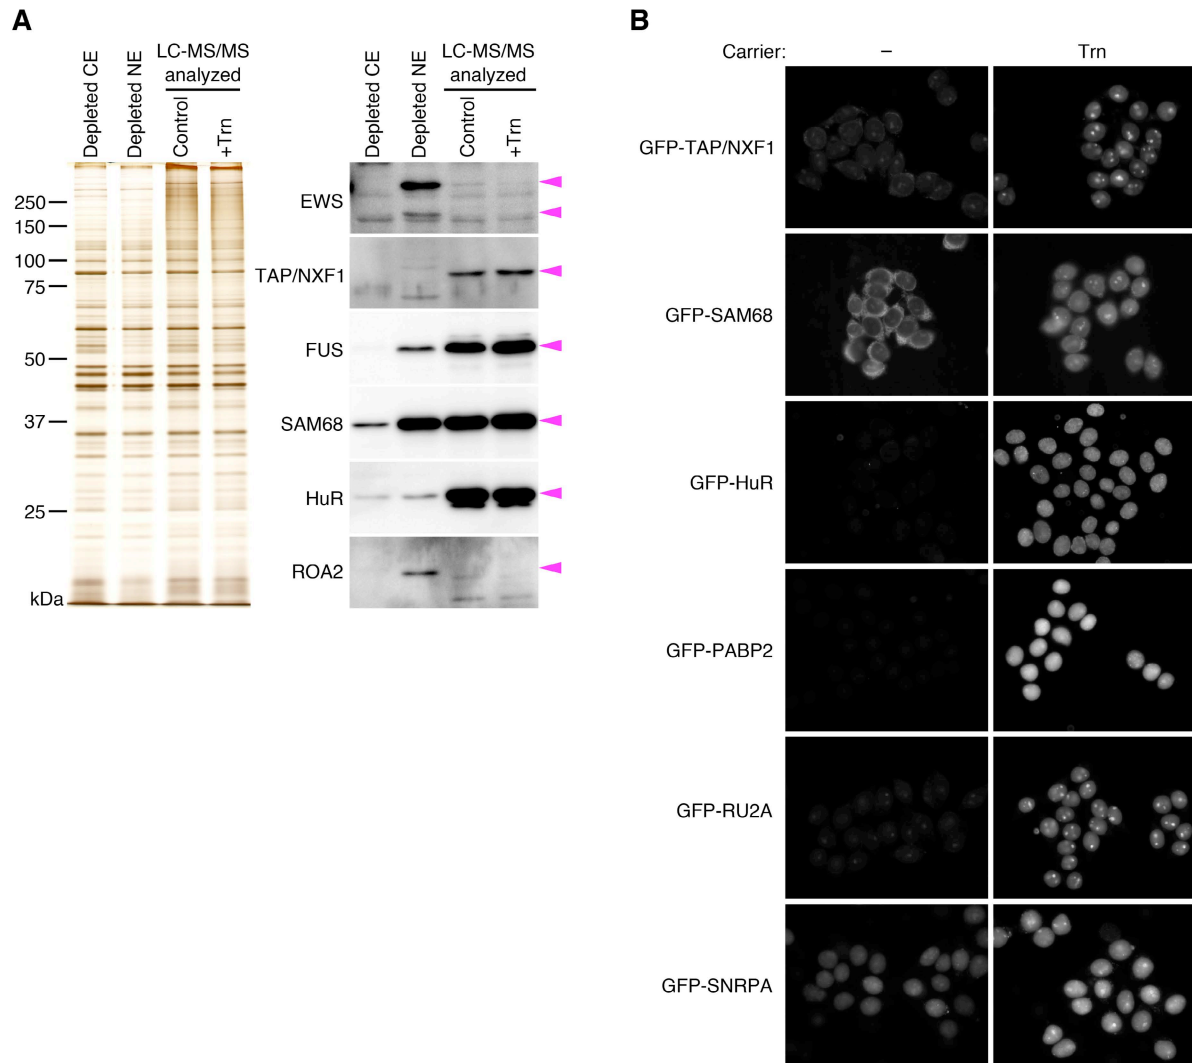 A
Depleted CE
Depleted NE
LC-MS/MS
analyzed
Control
+Trn
250
150
100
75
50
37
25
kDa
Depleted CE
Depleted NE
LC-MS/MS
analyzed
Control
+Trn
EWS
TAP/NXF1
FUS
SAM68
HuR
ROA2
B
Carrier:
–
Trn
GFP-TAP/NXF1
GFP-SAM68
GFP-HuR
GFP-PABP2
GFP-RU2A
GFP-SNRPA